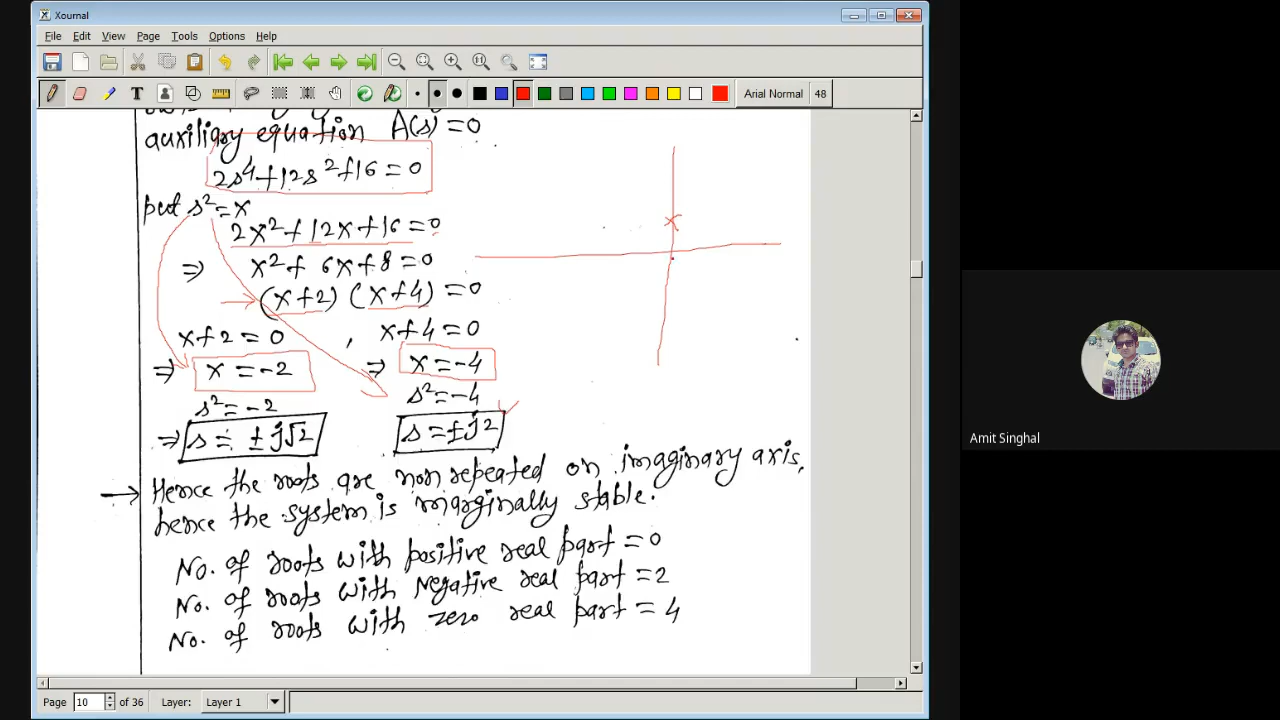 Xournal
File Edit View Page Tools Options Help
Arial Normal 48
auxiliary equation A(s) = 0
2s⁴+12s²+16 = 0
put s² = x
2x²+12x+16 = 0
⇒ x²+6x+8 = 0
→ (x+2) (x+4) = 0
x+2 = 0 , x+4 = 0
⇒ x = -2 ⇒ x = -4
s² = -2 s² = -4
⇒ s = ± j√2 s = ± j2
→ Hence the roots are non repeated on imaginary axis,
hence the system is marginally stable.
No. of roots with positive real part = 0
No. of roots with negative real part = 2
No. of roots with zero real part = 4
Amit Singhal
Page 10 of 36 Layer: Layer 1